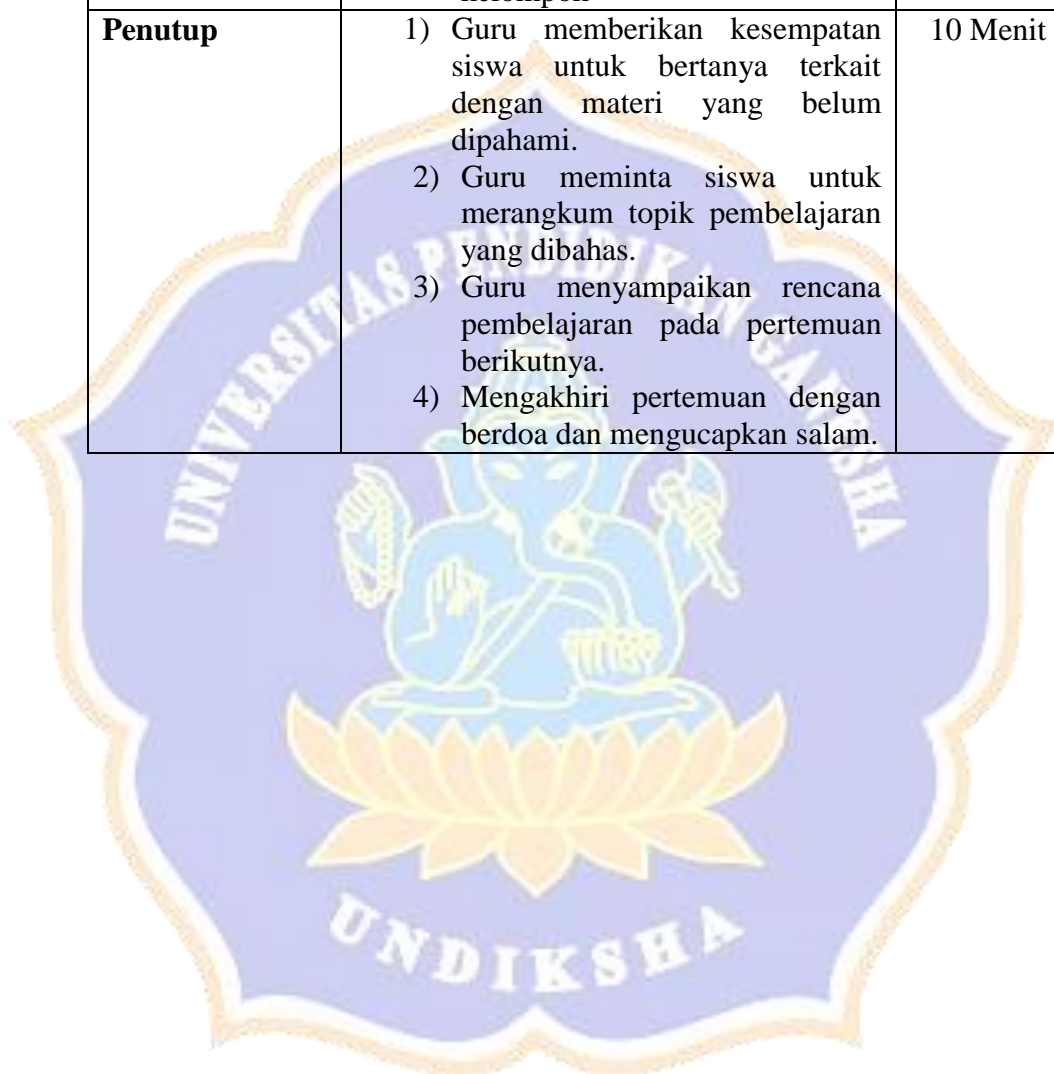 kelompok
Penutup
1) Guru memberikan kesempatan
siswa untuk bertanya terkait
dengan materi yang belum
dipahami.
10 Menit
2) Guru meminta siswa untuk
merangkum topik pembelajaran
yang dibahas.
3) Guru menyampaikan rencana
pembelajaran pada pertemuan
berikutnya.
4) Mengakhiri pertemuan dengan
berdoa dan mengucapkan salam.
UNIVERSITAS PENDIDIKAN GANESHA
UNDIKSHA